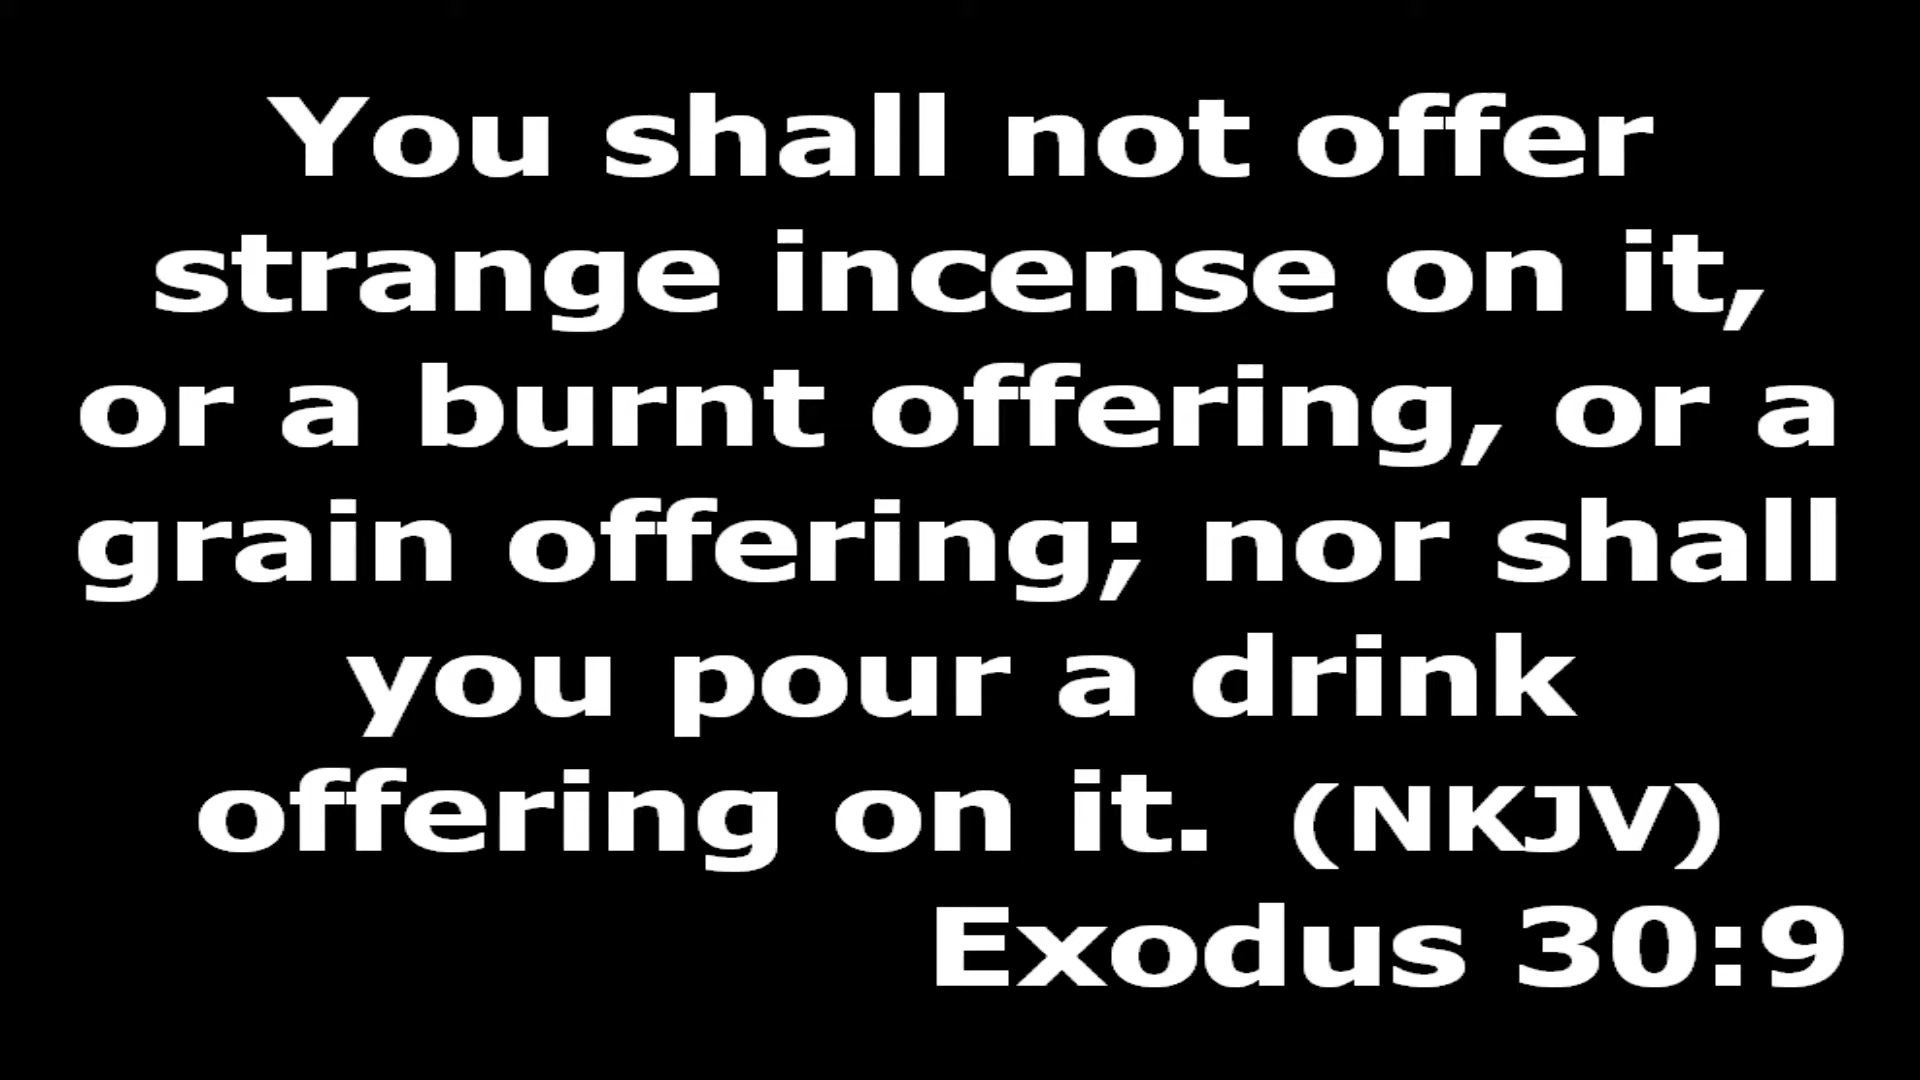 You shall not offer
strange incense on it,
or a burnt offering, or a
grain offering; nor shall
you pour a drink
offering on it. (NKJV)
Exodus 30:9